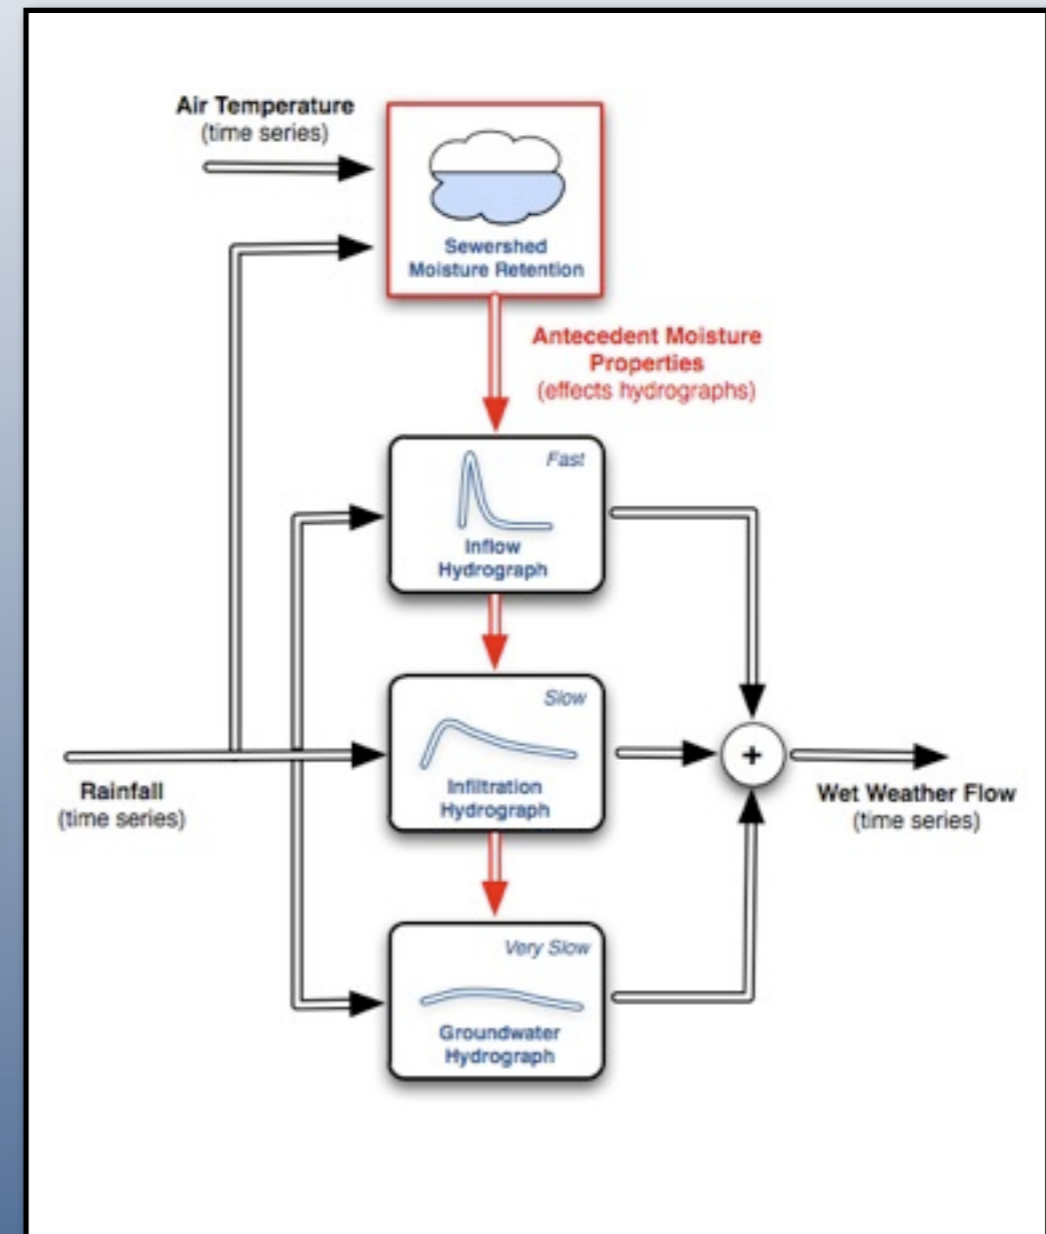 Air Temperature
(time series)
Sewershed
Moisture Retention
Antecedent Moisture
Properties
(effects hydrographs)
Fast
Inflow
Hydrograph
Slow
Infiltration
Hydrograph
Rainfall
(time series)
+
Wet Weather Flow
(time series)
Very Slow
Groundwater
Hydrograph